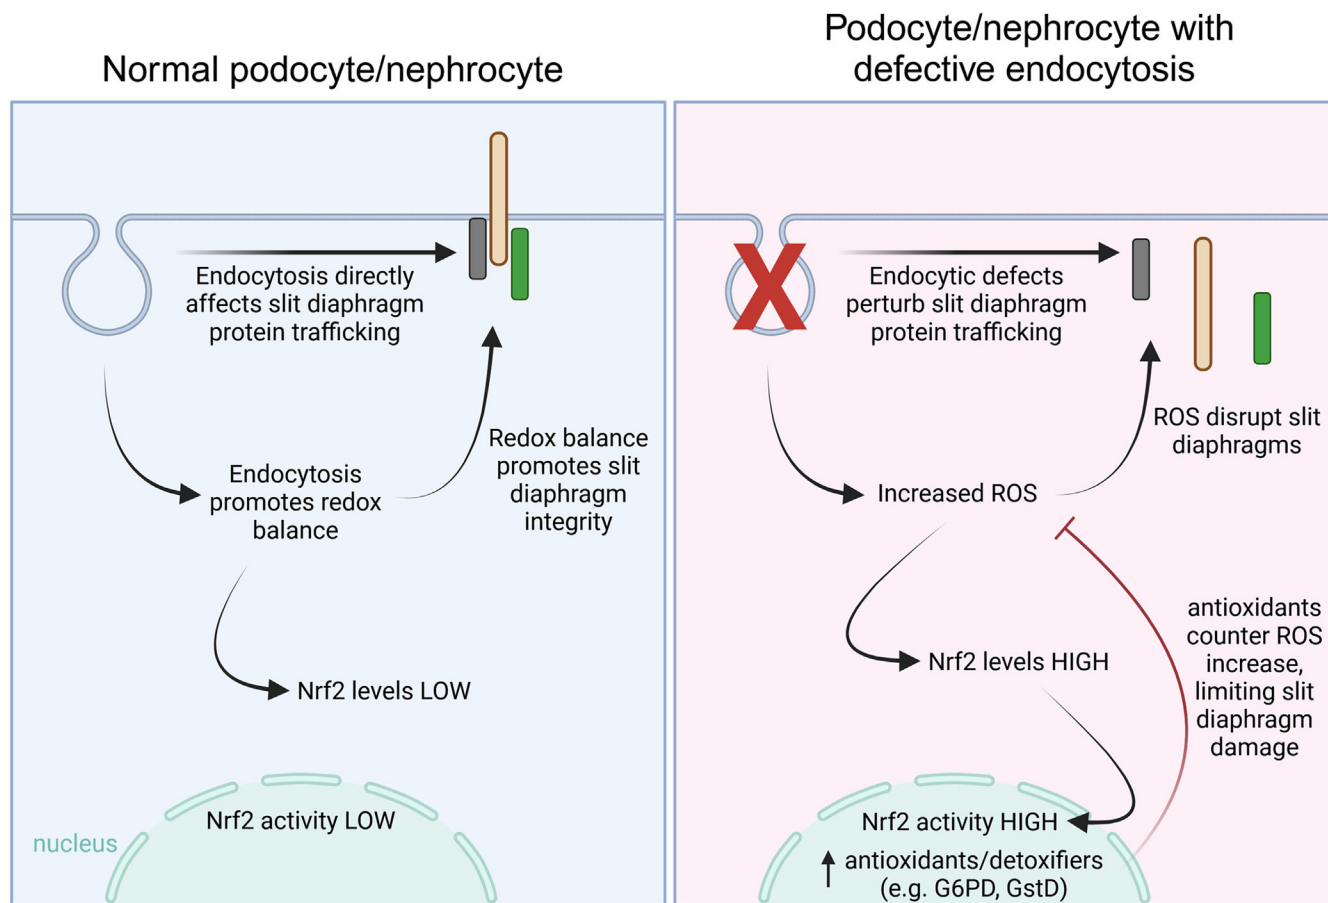 Normal podocyte/nephrocyte
Endocytosis directly
affects slit diaphragm
protein trafficking
Redox balance
promotes slit
diaphragm
integrity
Endocytosis
promotes redox
balance
Nrf2 levels LOW
nucleus
Nrf2 activity LOW
Podocyte/nephrocyte with
defective endocytosis
Endocytic defects
perturb slit diaphragm
protein trafficking
ROS disrupt slit
diaphragms
Increased ROS
Nrf2 levels HIGH
antioxidants
counter ROS
increase,
limiting slit
diaphragm
damage
Nrf2 activity HIGH
antioxidants/detoxifiers
(e.g. G6PD, GstD)